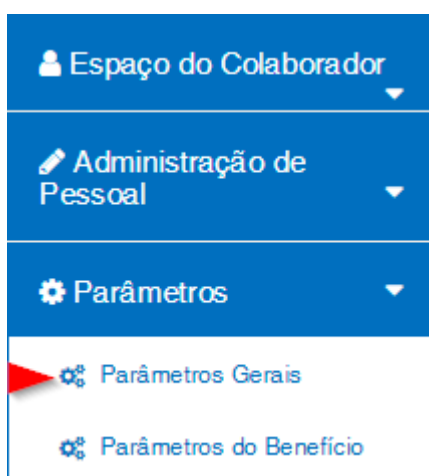 Espaço do Colaborador
Administração de
Pessoal
Parâmetros
Parâmetros Gerais
Parâmetros do Benefício